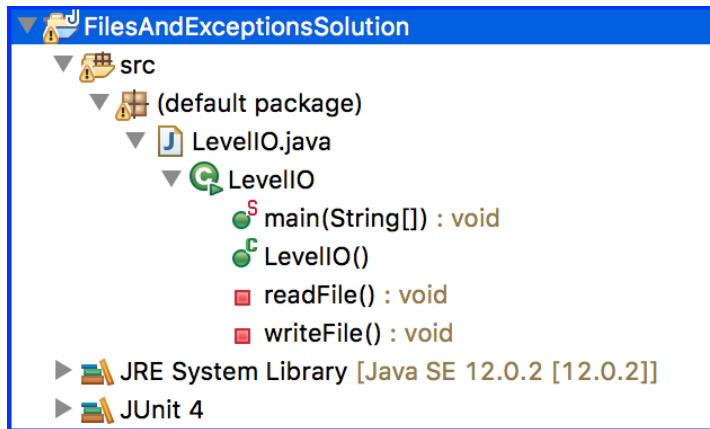 FilesAndExceptionsSolution
src
(default package)
LevelIO.java
LevelIO
main(String[]) : void
LevelIO()
readFile() : void
writeFile() : void
JRE System Library [Java SE 12.0.2 [12.0.2]]
JUnit 4